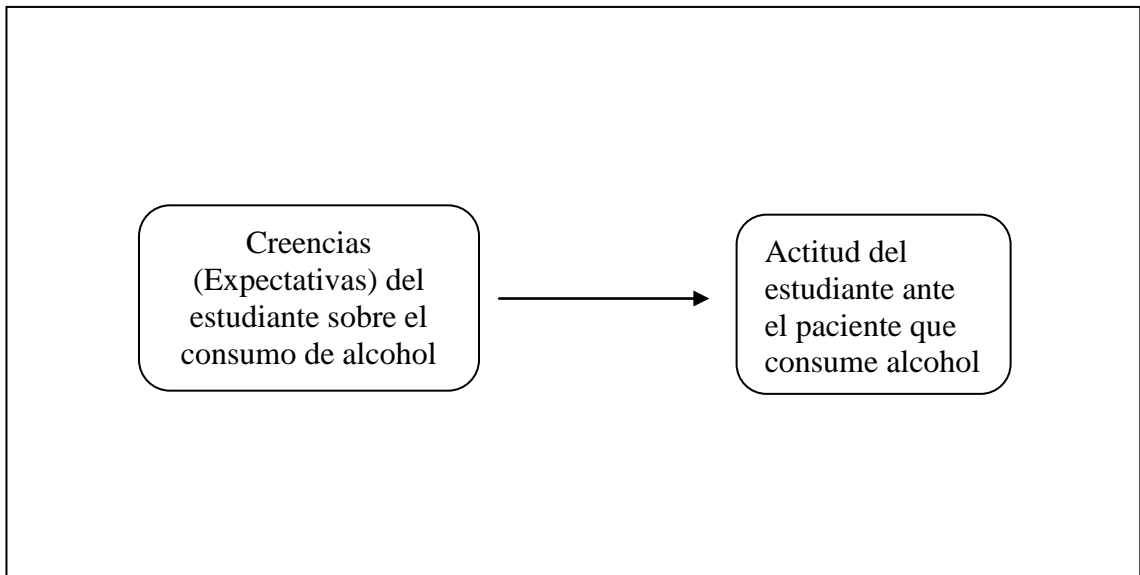 Creencias
(Expectativas) del
estudiante sobre el
consumo de alcohol
Actitud del
estudiante ante
el paciente que
consume alcohol